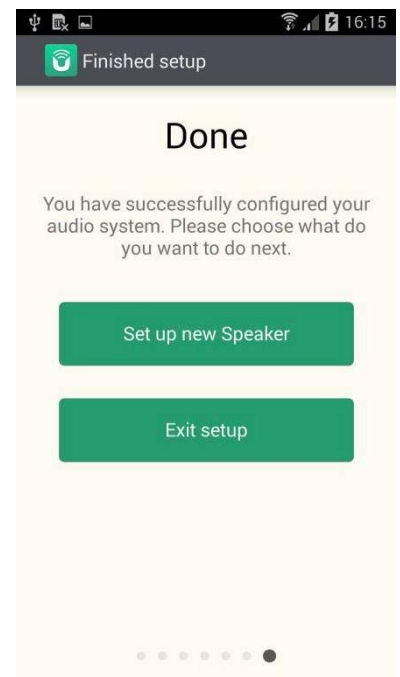 16:15
Finished setup
Done
You have successfully configured your
audio system. Please choose what do
you want to do next.
Set up new Speaker
Exit setup